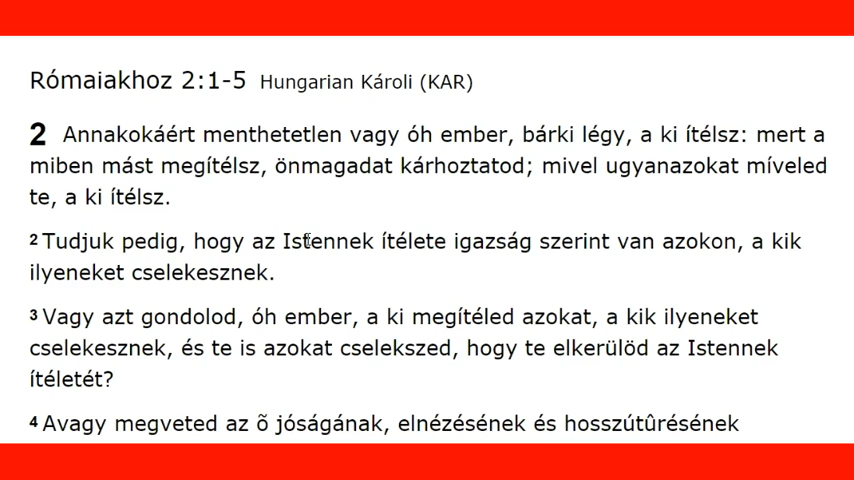 Rómaiakhoz 2:1-5 Hungarian Károli (KAR)
2 Annakokáért menthetetlen vagy óh ember, bárki légy, a ki ítélsz: mert a
miben mást megítélsz, önmagadat kárhoztatod; mivel ugyanazokat míveled
te, a ki ítélsz.
2 Tudjuk pedig, hogy az Istennek ítélete igazság szerint van azokon, a kik
ilyeneket cselekesznek.
3 Vagy azt gondolod, óh ember, a ki megítéled azokat, a kik ilyeneket
cselekesznek, és te is azokat cselekszed, hogy te elkerülöd az Istennek
ítéletét?
4 Avagy megveted az õ jóságának, elnézésének és hosszútûrésének